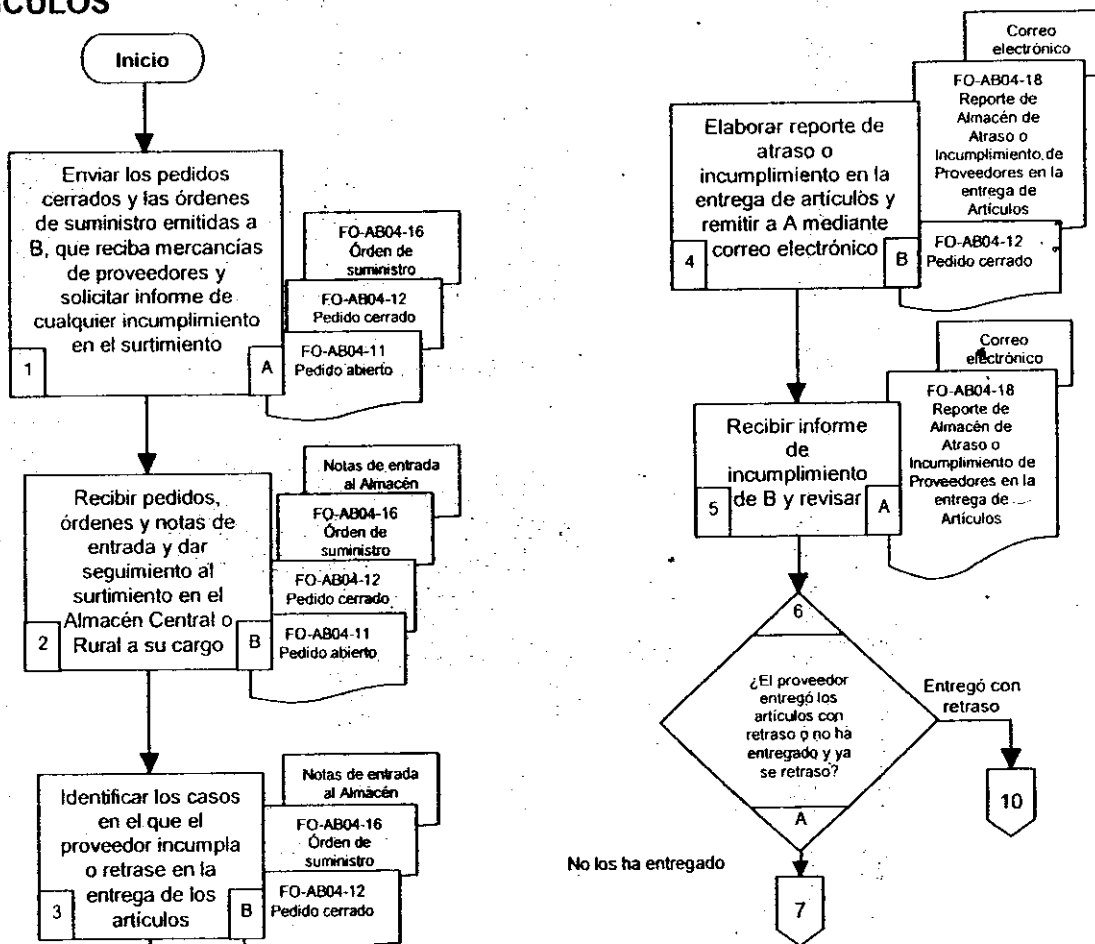 Inicio
Enviar los pedidos
cerrados y las órdenes
de suministro emitidas a
B, que reciba mercancías
de proveedores y
solicitar informe de
cualquier incumplimiento
en el surtimiento
1
A
FO-AB04-16
Órden de
suministro
FO-AB04-12
Pedido cerrado
FO-AB04-11
Pedido abierto
Recibir pedidos,
órdenes y notas de
entrada y dar
seguimiento al
surtimiento en el
Almacén Central o
Rural a su cargo
2
B
Notas de entrada
al Almacén
FO-AB04-16
Órden de
suministro
FO-AB04-12
Pedido cerrado
FO-AB04-11
Pedido abierto
Identificar los casos
en el que el
proveedor incumpla
o retrase en la
entrega de los
artículos
3
B
Notas de entrada
al Almacén
FO-AB04-16
Órden de
suministro
FO-AB04-12
Pedido cerrado
Elaborar reporte de
atraso o
incumplimiento en la
entrega de artículos y
remitir a A mediante
correo electrónico
4
B
Correo
electrónico
FO-AB04-18
Reporte de
Almacén de
Atraso o
Incumplimiento de
Proveedores en la
entrega de
Artículos
FO-AB04-12
Pedido cerrado
Recibir informe
de
incumplimiento
de B y revisar
5
A
Correo
electrónico
FO-AB04-18
Reporte de
Almacén de
Atraso o
Incumplimiento de
Proveedores en la
entrega de
Artículos
6
¿El proveedor
entregó los
artículos con
retraso o no ha
entregado y ya
se retraso?
A
Entregó con
retraso
10
No los ha entregado
7